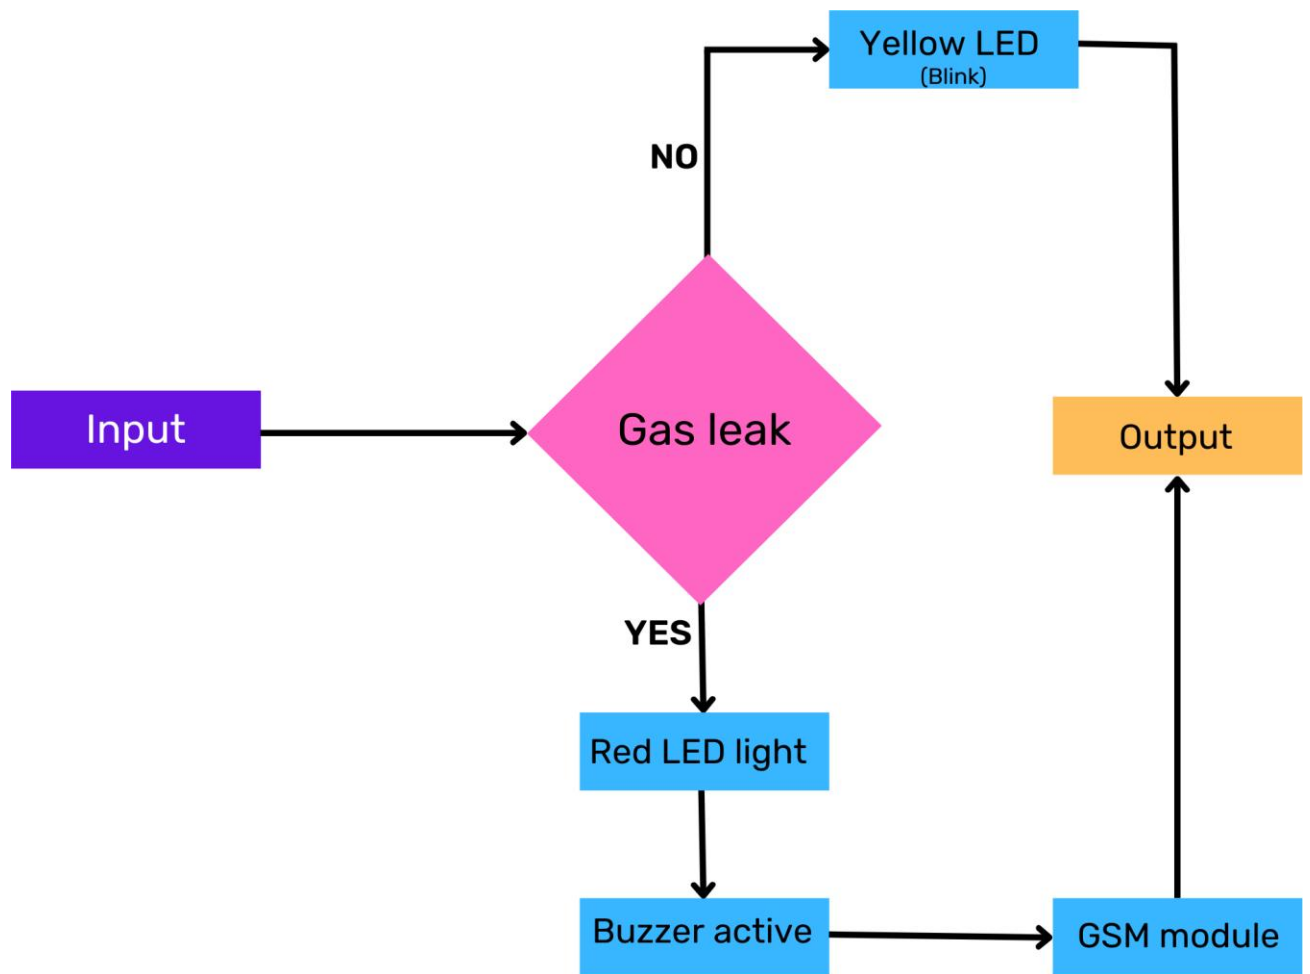 Yellow LED
(Blink)
NO
Input
Gas leak
Output
YES
Red LED light
Buzzer active
GSM module